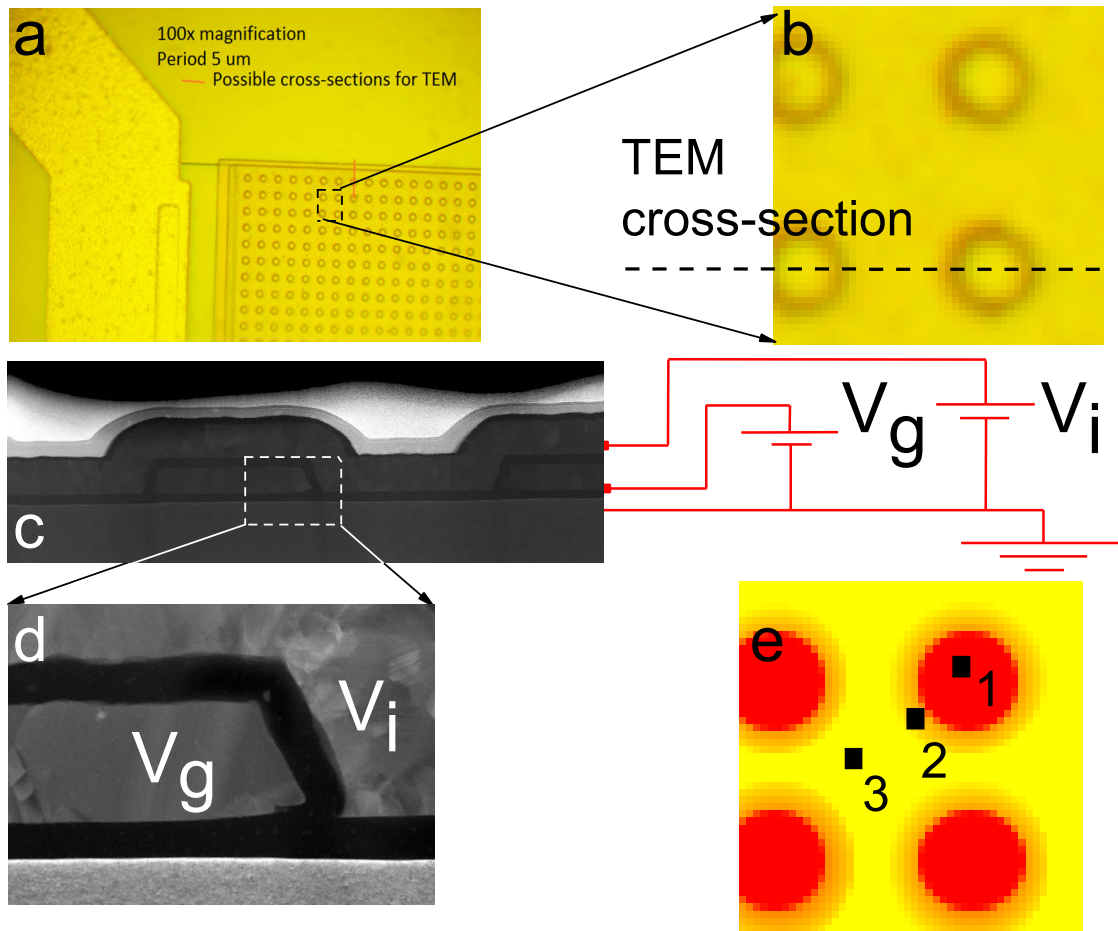 a
100x magnification
Period 5 um
Possible cross-sections for TEM
b
TEM
cross-section
c
Vg
Vi
d
Vg
Vi
e
1
2
3